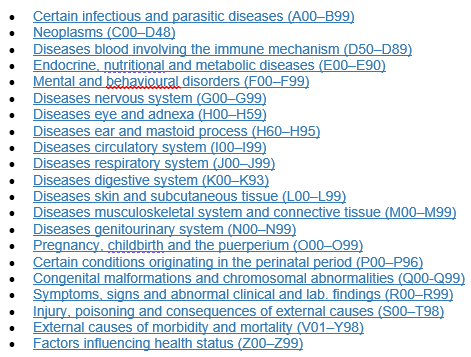 Certain infectious and parasitic diseases (A00–B99)
Neoplasms (C00–D48)
Diseases blood involving the immune mechanism (D50–D89)
Endocrine, nutritional and metabolic diseases (E00–E90)
Mental and behavioural disorders (F00–F99)
Diseases nervous system (G00–G99)
Diseases eye and adnexa (H00–H59)
Diseases ear and mastoid process (H60–H95)
Diseases circulatory system (I00–I99)
Diseases respiratory system (J00–J99)
Diseases digestive system (K00–K93)
Diseases skin and subcutaneous tissue (L00–L99)
Diseases musculoskeletal system and connective tissue (M00–M99)
Diseases genitourinary system (N00–N99)
Pregnancy, childbirth and the puerperium (O00–O99)
Certain conditions originating in the perinatal period (P00–P96)
Congenital malformations and chromosomal abnormalities (Q00-Q99)
Symptoms, signs and abnormal clinical and lab. findings (R00–R99)
Injury, poisoning and consequences of external causes (S00–T98)
External causes of morbidity and mortality (V01–Y98)
Factors influencing health status (Z00–Z99)